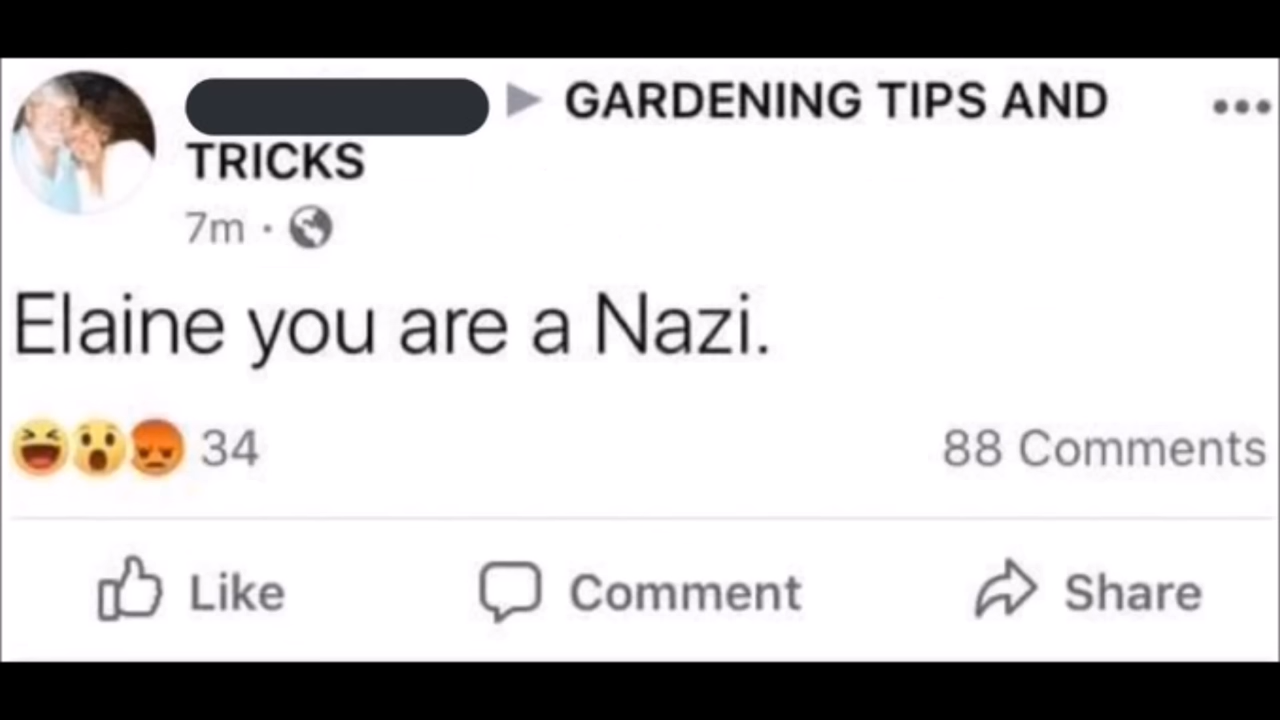 GARDENING TIPS AND
TRICKS
7m ·
Elaine you are a Nazi.
34 88 Comments
Like Comment Share